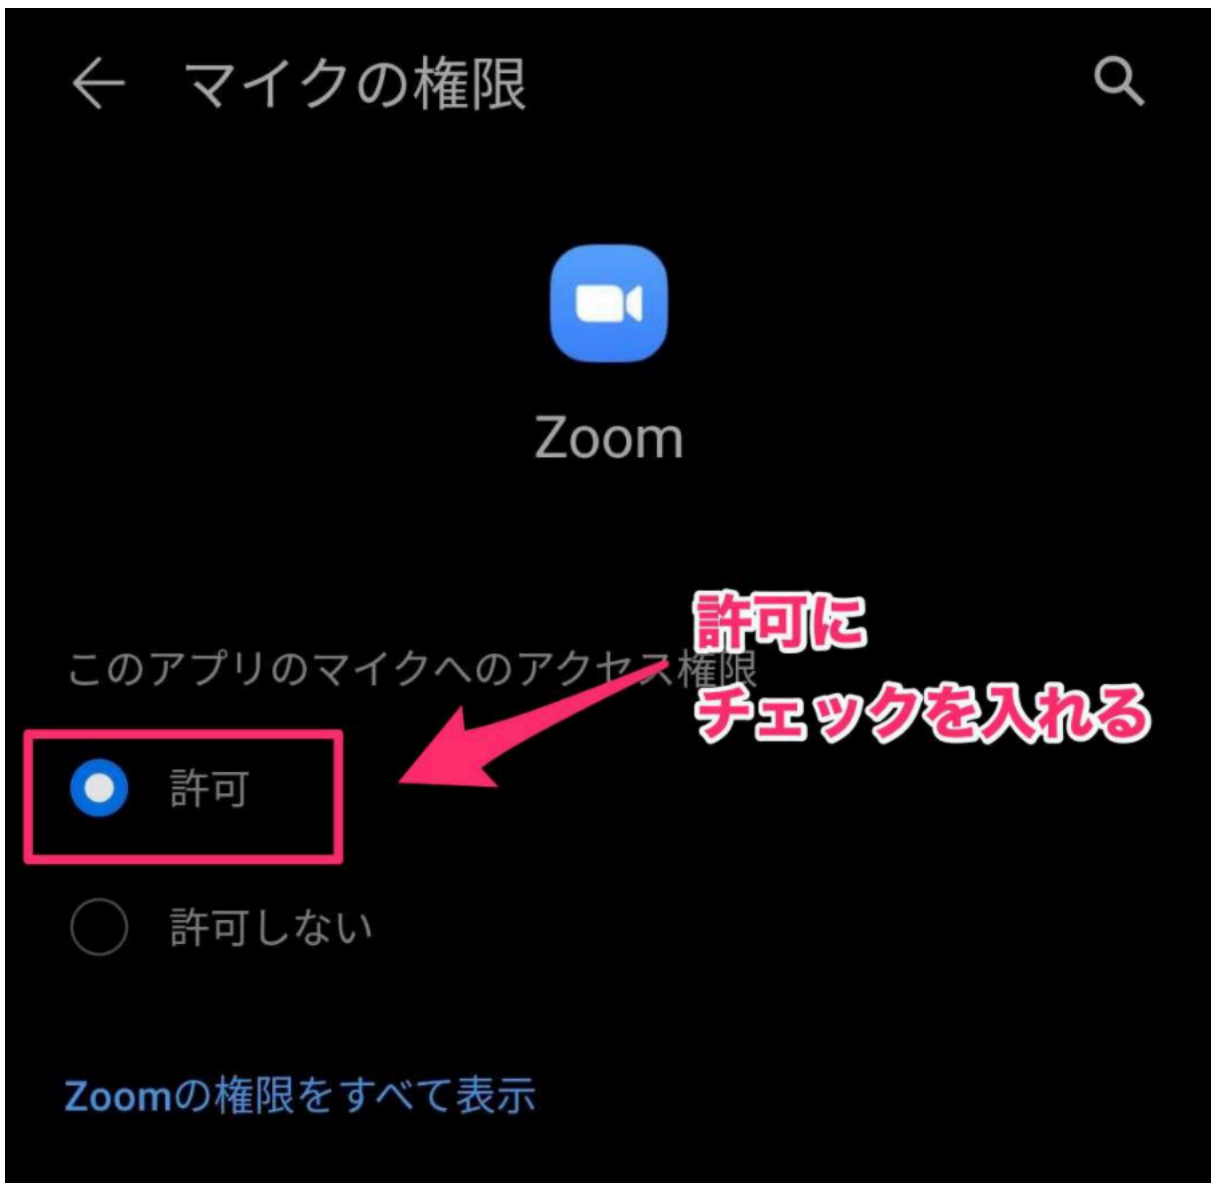 マイクの権限
Zoom
許可に
このアプリのマイクへのアクセス権限
チェックを入れる
許可
許可しない
Zoomの権限をすべて表示